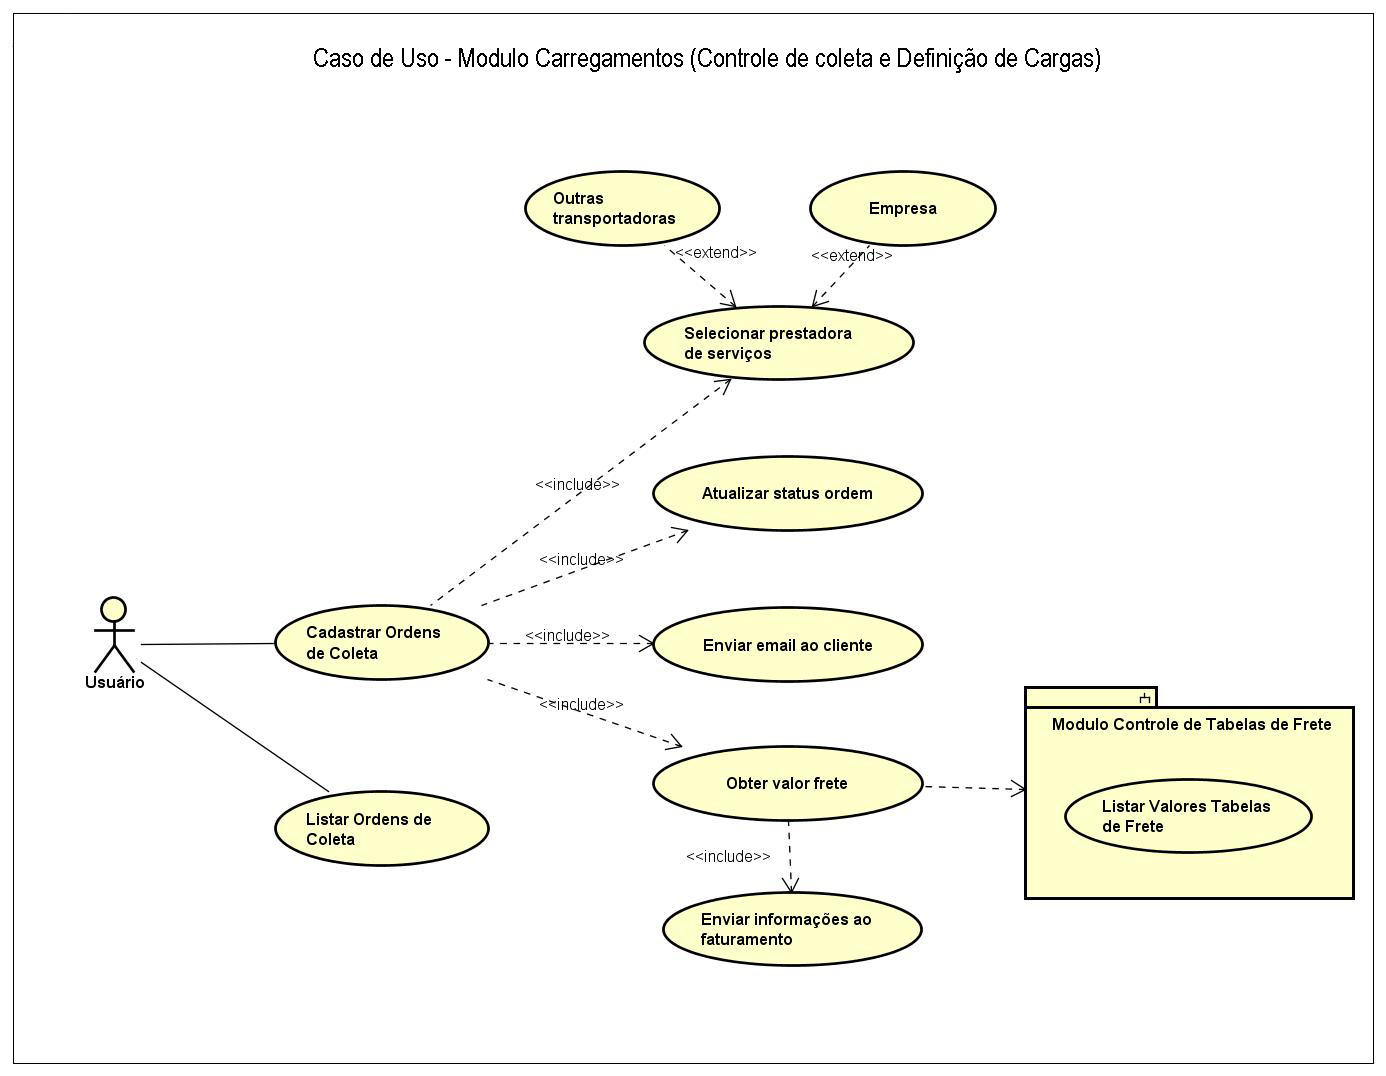 Caso de Uso - Modulo Carregamentos (Controle de coleta e Definição de Cargas)
Outras
transportadoras
Empresa
<<extend>>
<<extend>>
Selecionar prestadora
de serviços
<<include>>
Atualizar status ordem
<<include>>
Cadastrar Ordens
de Coleta
<<include>>
Enviar email ao cliente
Usuário
<<include>>
Modulo Controle de Tabelas de Frete
Obter valor frete
Listar Valores Tabelas
de Frete
Listar Ordens de
Coleta
<<include>>
Enviar informações ao
faturamento